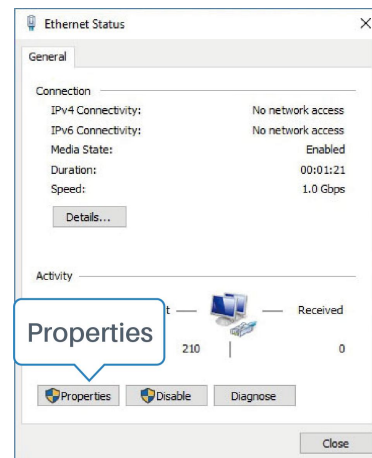 Ethernet Status
General
Connection
IPv4 Connectivity: No network access
IPv6 Connectivity: No network access
Media State: Enabled
Duration: 00:01:21
Speed: 1.0 Gbps
Details...
Activity
Received
Properties
210 0
Properties Disable Diagnose
Close